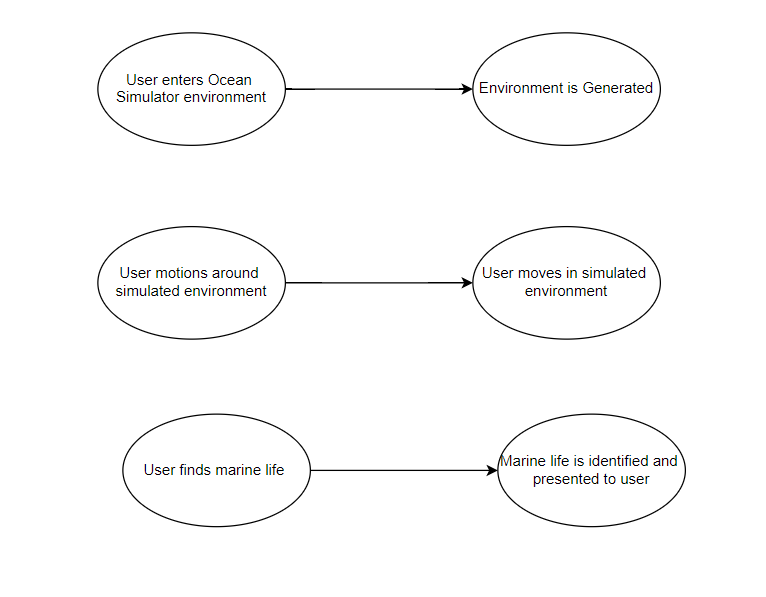 User enters Ocean
Simulator environment
Environment is Generated
User motions around
simulated environment
User moves in simulated
environment
User finds marine life
Marine life is identified and
presented to user